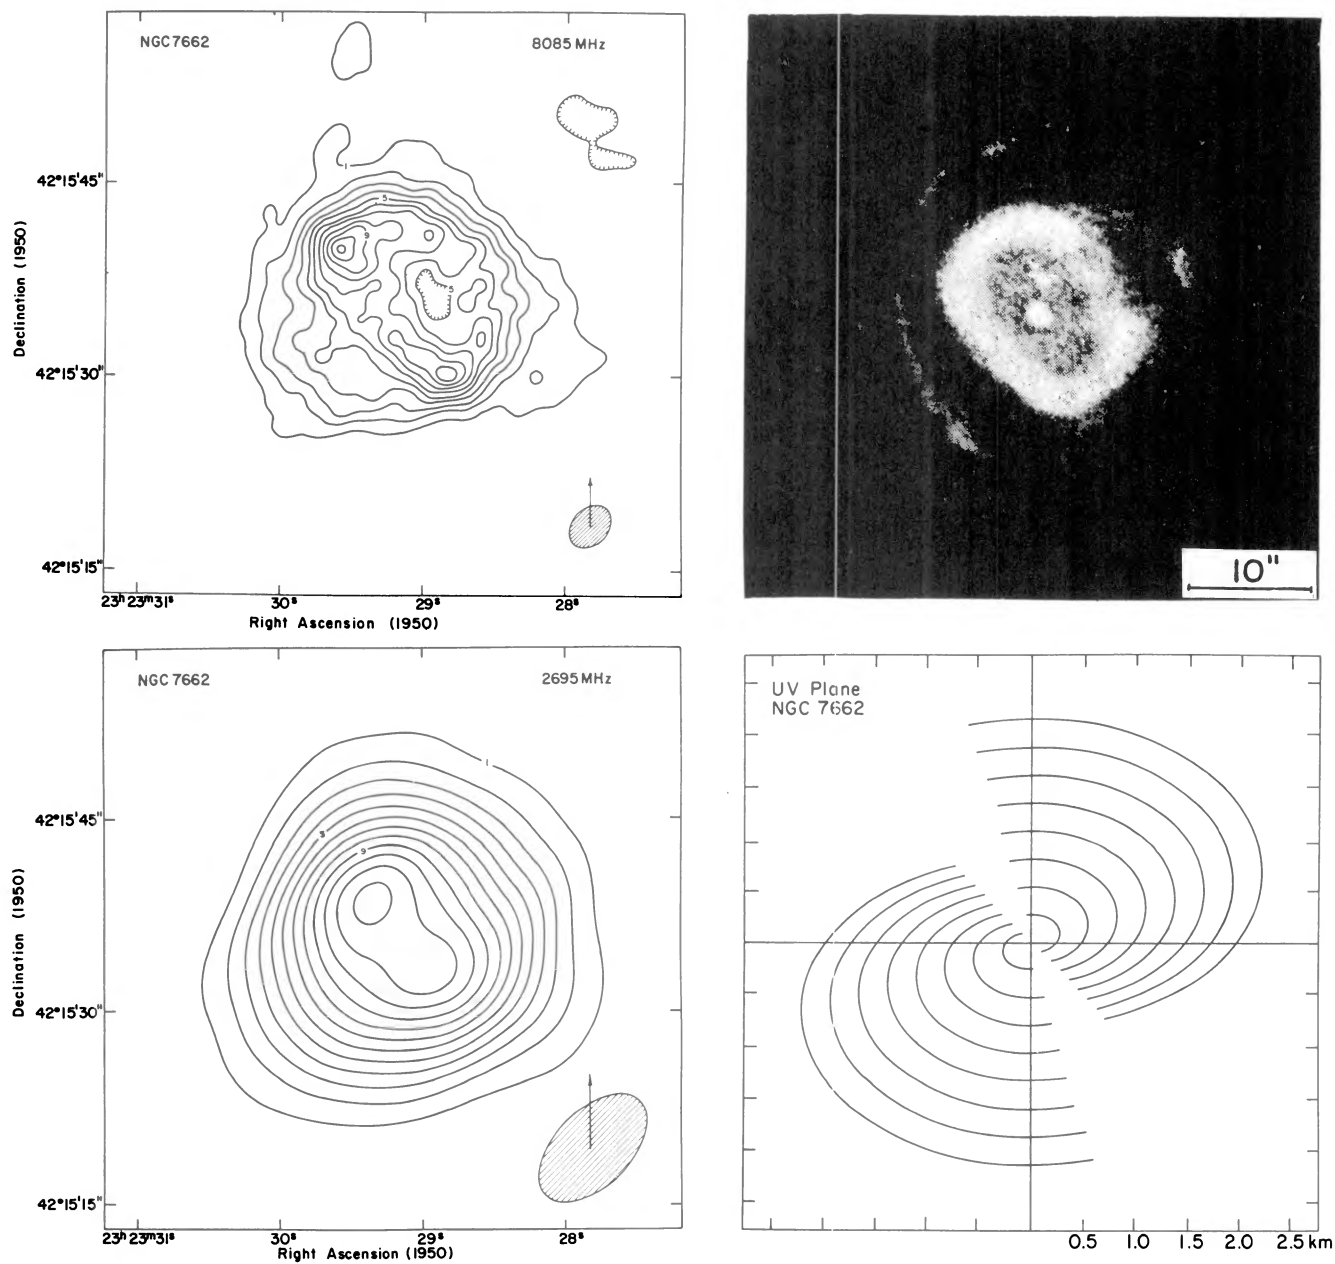 NGC 7662 8085 MHz
1
5
9
5
Declination (1950)
42°15'45"
42°15'30"
42°15'15"
23ʰ23ᵐ31ˢ 30ˢ 29ˢ 28ˢ
Right Ascension (1950)
10"
NGC 7662 2695 MHz
1
9
Declination (1950)
42°15'45"
42°15'30"
42°15'15"
23ʰ23ᵐ31ˢ 30ˢ 29ˢ 28ˢ
Right Ascension (1950)
UV Plane
NGC 7662
0.5 1.0 1.5 2.0 2.5 km